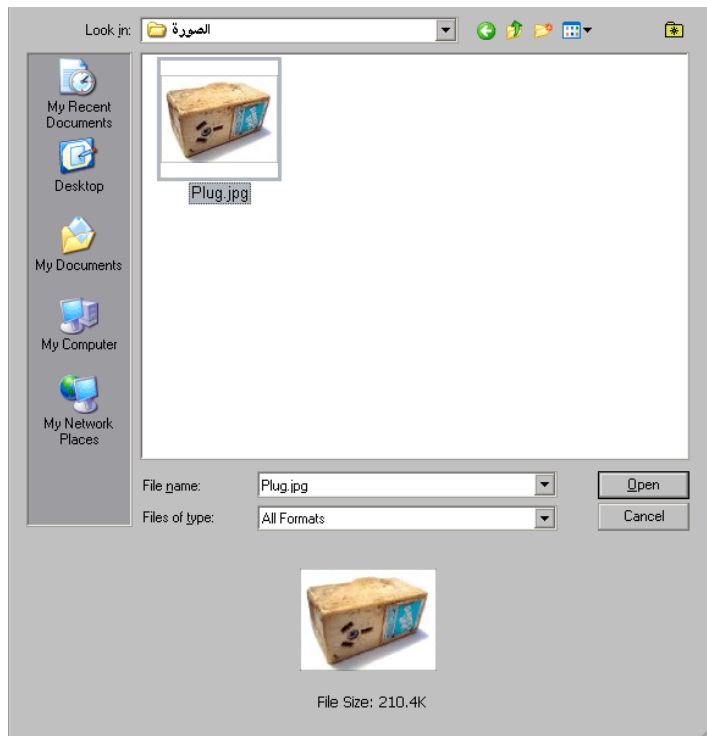 Look in: الصورة
My Recent
Documents
Desktop
My Documents
My Computer
My Network
Places
Plug.jpg
File name: Plug.jpg Open
Files of type: All Formats Cancel
File Size: 210.4K